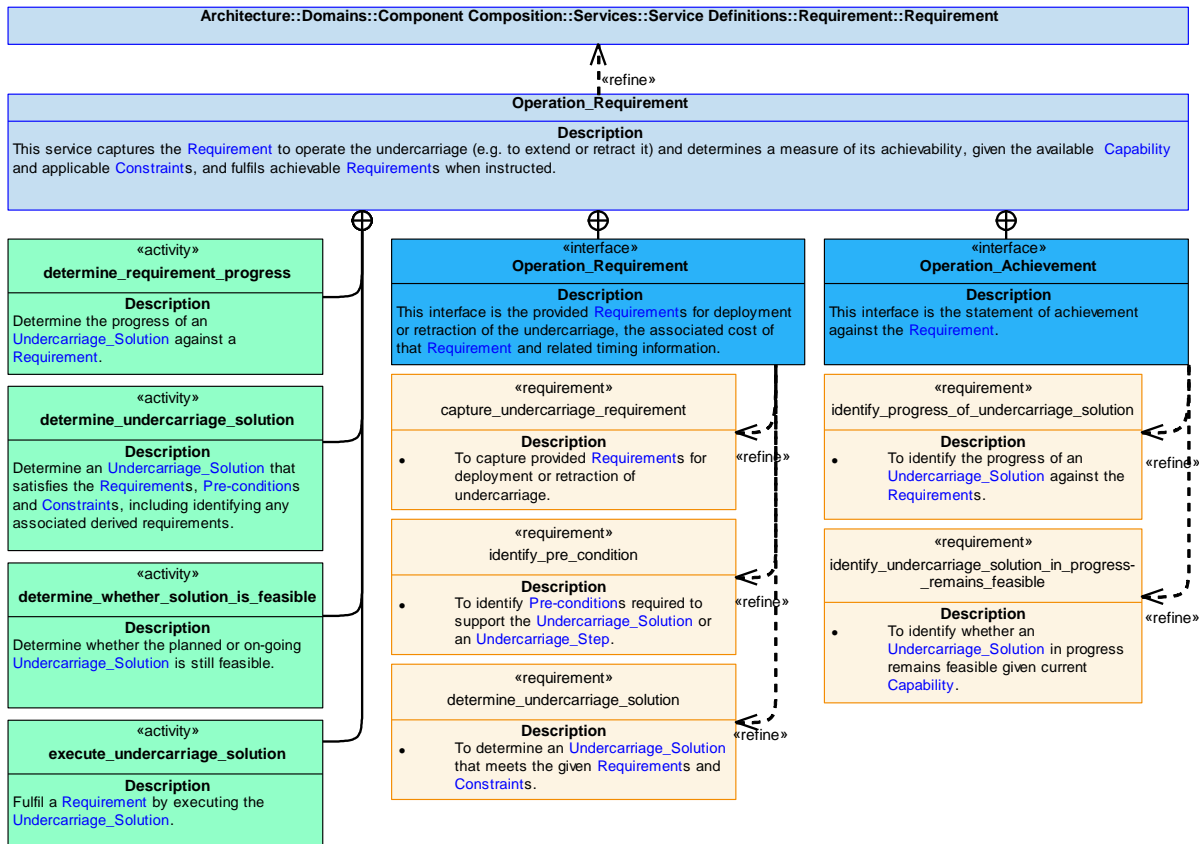 Architecture::Domains::Component Composition::Services::Service Definitions::Requirement::Requirement
«refine»
Operation_Requirement
Description
This service captures the Requirement to operate the undercarriage (e.g. to extend or retract it) and determines a measure of its achievability, given the available Capability
and applicable Constraints, and fulfils achievable Requirements when instructed.
«activity»
determine_requirement_progress
Description
Determine the progress of an
Undercarriage_Solution against a
Requirement.
«activity»
determine_undercarriage_solution
Description
Determine an Undercarriage_Solution that
satisfies the Requirements, Pre-conditions
and Constraints, including identifying any
associated derived requirements.
«activity»
determine_whether_solution_is_feasible
Description
Determine whether the planned or on-going
Undercarriage_Solution is still feasible.
«activity»
execute_undercarriage_solution
Description
Fulfil a Requirement by executing the
Undercarriage_Solution.
«interface»
Operation_Requirement
Description
This interface is the provided Requirements for deployment
or retraction of the undercarriage, the associated cost of
that Requirement and related timing information.
«requirement»
capture_undercarriage_requirement
Description
• To capture provided Requirements for
deployment or retraction of
undercarriage.
«refine»
«requirement»
identify_pre_condition
Description
• To identify Pre-conditions required to
support the Undercarriage_Solution or
an Undercarriage_Step.
«refine»
«requirement»
determine_undercarriage_solution
Description
• To determine an Undercarriage_Solution
that meets the given Requirements and
Constraints.
«refine»
«interface»
Operation_Achievement
Description
This interface is the statement of achievement
against the Requirement.
«requirement»
identify_progress_of_undercarriage_solution
Description
• To identify the progress of an
Undercarriage_Solution against the
Requirements.
«refine»
«requirement»
identify_undercarriage_solution_in_progress-
_remains_feasible
Description
• To identify whether an
Undercarriage_Solution in progress
remains feasible given current
Capability.
«refine»